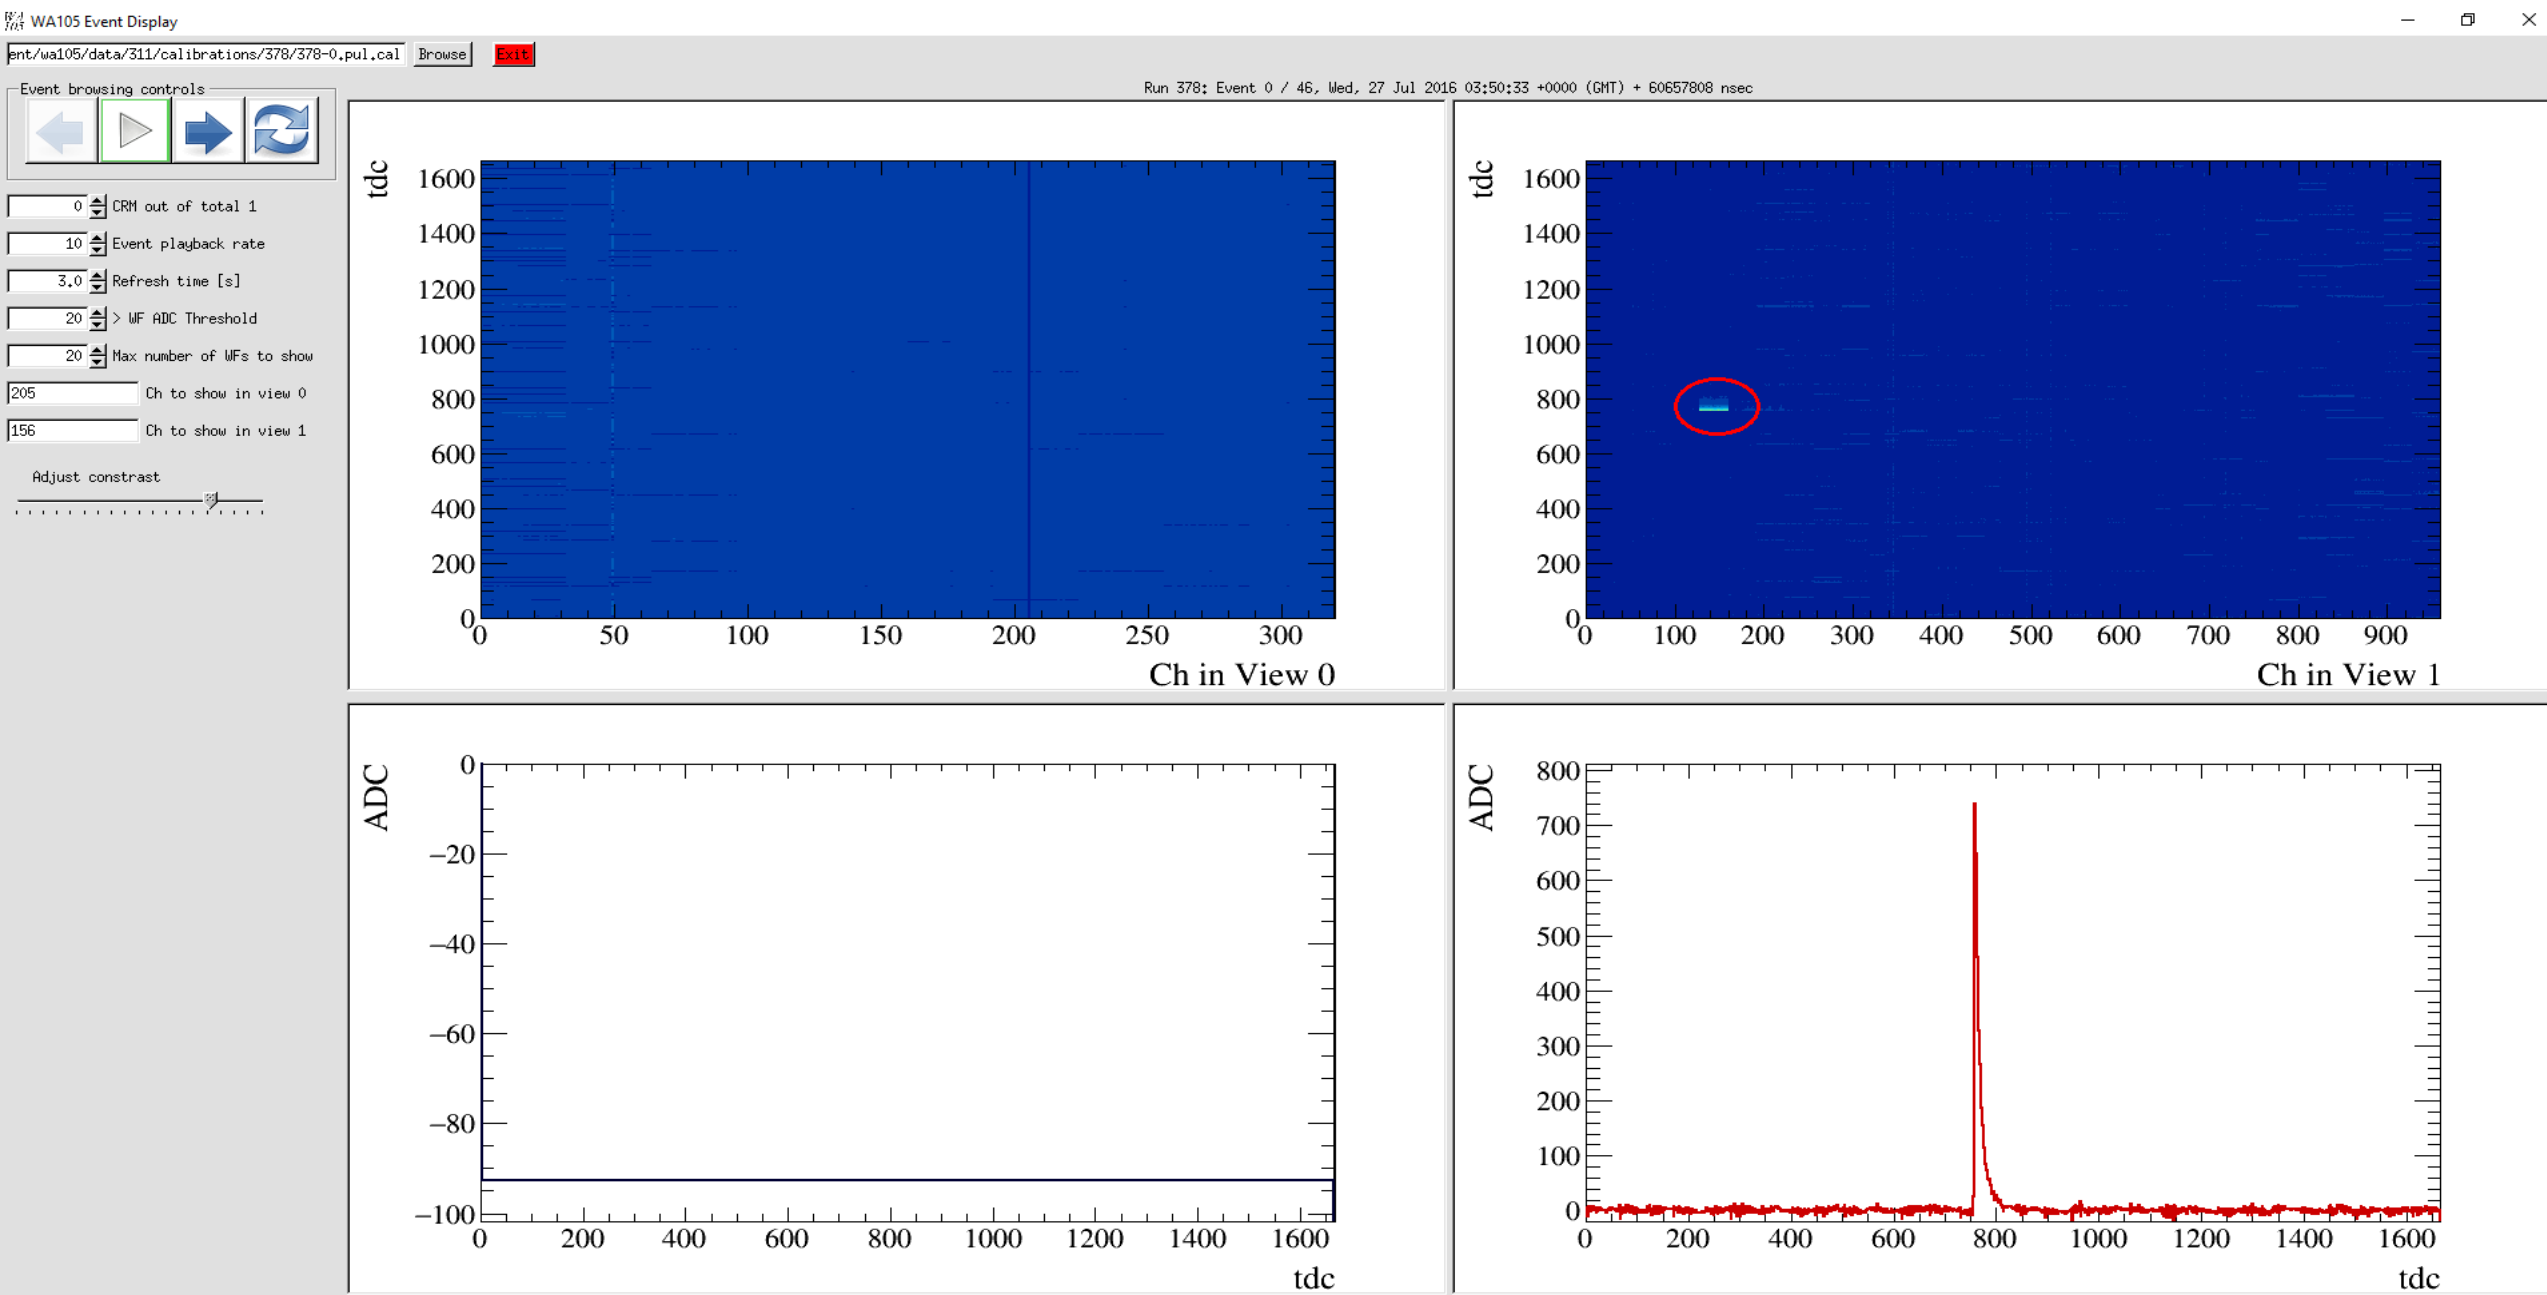 WA105 Event Display
ent/wa105/data/311/calibrations/378/378-0.pul.cal Browse Exit
Run 378: Event 0 / 46, Wed, 27 Jul 2016 03:50:33 +0000 (GMT) + 60657808 nsec
Event browsing controls
0 CRM out of total 1
10 Event playback rate
3.0 Refresh time [s]
20 > WF ADC Threshold
20 Max number of WFs to show
205 Ch to show in view 0
156 Ch to show in view 1
Adjust constrast
tdc
1600
1400
1200
1000
800
600
400
200
0
0 50 100 150 200 250 300
Ch in View 0
tdc
1600
1400
1200
1000
800
600
400
200
0
0 100 200 300 400 500 600 700 800 900
Ch in View 1
ADC
0
−20
−40
−60
−80
−100
0 200 400 600 800 1000 1200 1400 1600
tdc
ADC
800
700
600
500
400
300
200
100
0
0 200 400 600 800 1000 1200 1400 1600
tdc